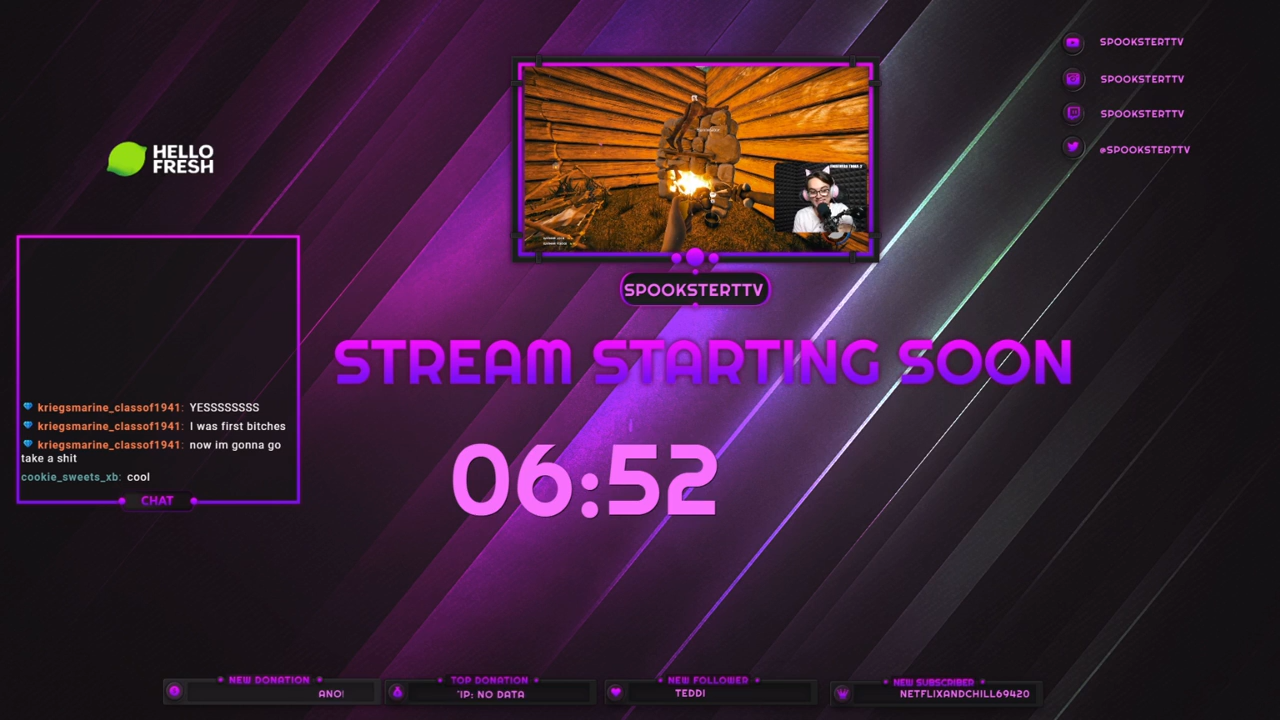 SPOOKSTERTTV
SPOOKSTERTTV
SPOOKSTERTTV
@SPOOKSTERTTV
HELLO
FRESH
SPOOKSTERTTV
STREAM STARTING SOON
06:52
kriegsmarine_classof1941: YESSSSSSSS
kriegsmarine_classof1941: I was first bitches
kriegsmarine_classof1941: now im gonna go
take a shit
cookie_sweets_xb: cool
CHAT
NEW DONATION
ANO!
TOP DONATION
IP: NO DATA
NEW FOLLOWER
TEDDI
NEW SUBSCRIBER
NETFLIXANDCHILL69420